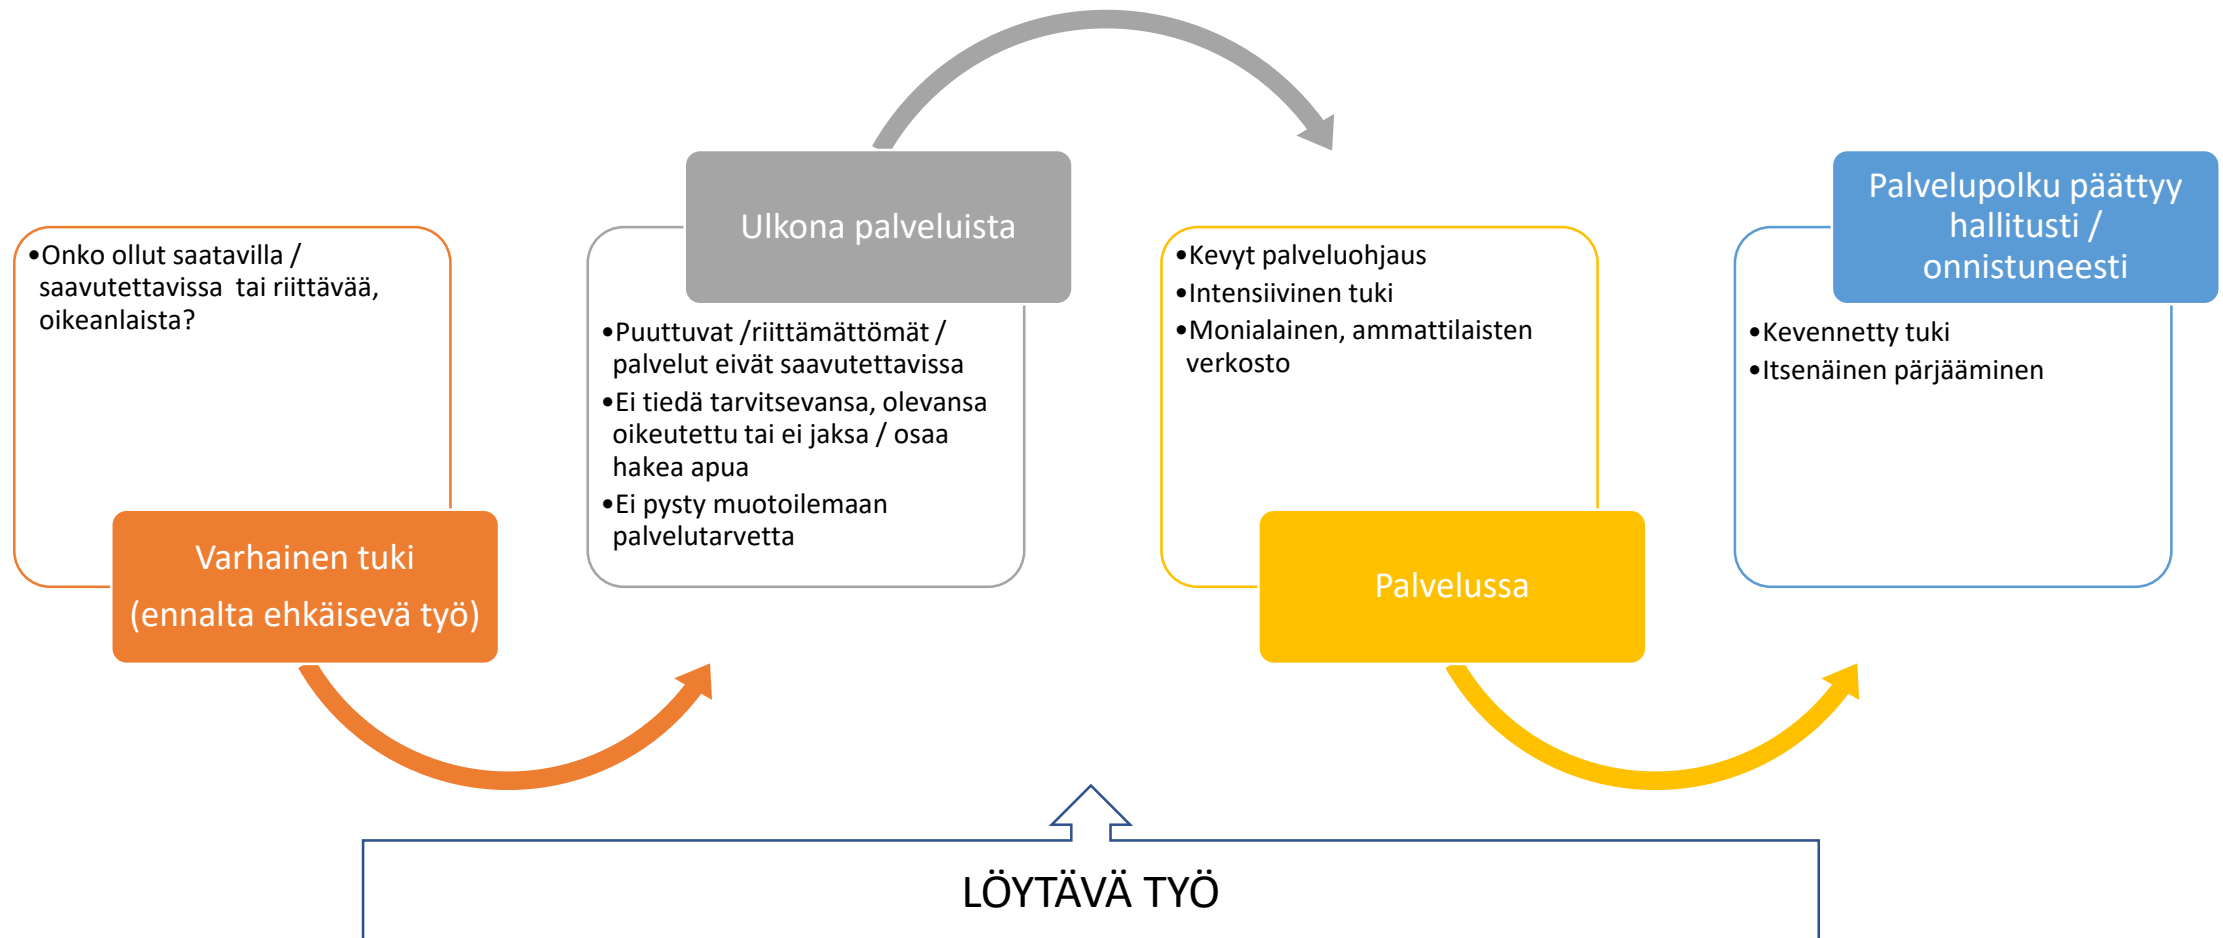 •Onko ollut saatavilla /
saavutettavissa tai riittävää,
oikeanlaista?
Varhainen tuki
(ennalta ehkäisevä työ)
Ulkona palveluista
•Puuttuvat /riittämättömät /
palvelut eivät saavutettavissa
•Ei tiedä tarvitsevansa, olevansa
oikeutettu tai ei jaksa / osaa
hakea apua
•Ei pysty muotoilemaan
palvelutarvetta
•Kevyt palveluohjaus
•Intensiivinen tuki
•Monialainen, ammattilaisten
verkosto
Palvelussa
Palvelupolku päättyy
hallitusti /
onnistuneesti
•Kevennetty tuki
•Itsenäinen pärjääminen
LÖYTÄVÄ TYÖ